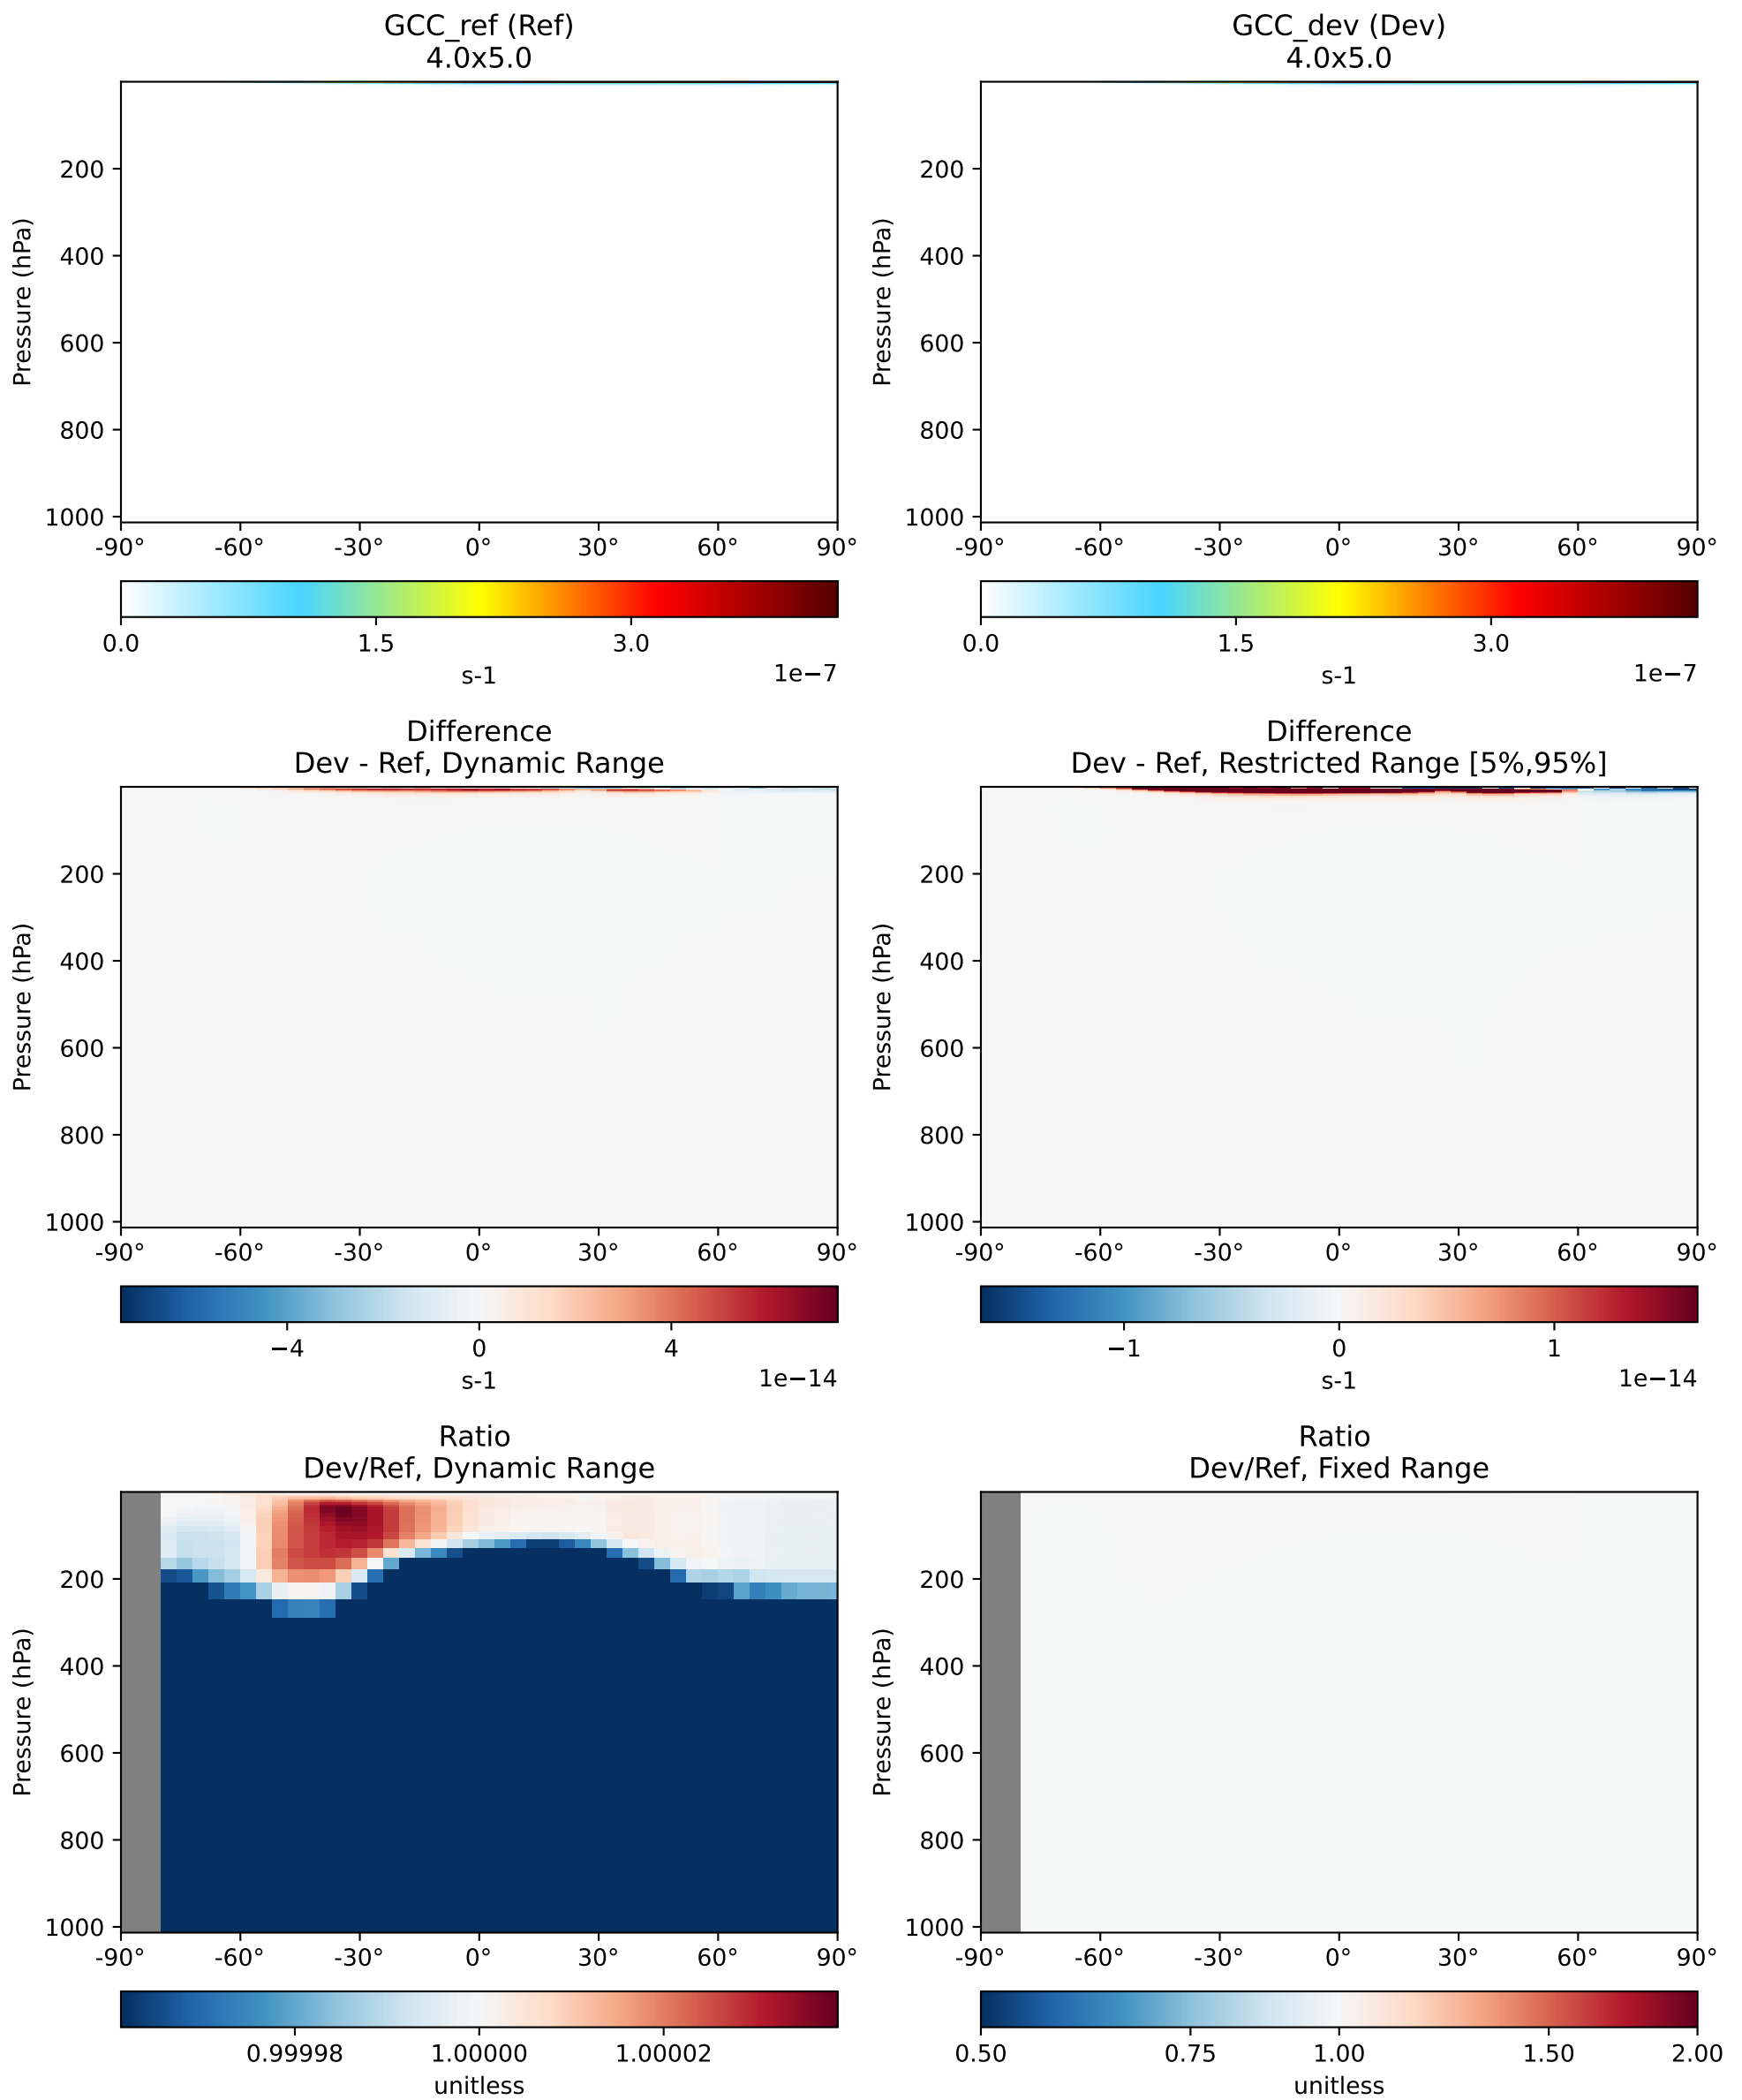 GCC_ref (Ref)
4.0x5.0
Pressure (hPa)
200
400
600
800
1000
-90° -60° -30° 0° 30° 60° 90°
0.0 1.5 3.0
1e−7
s-1
GCC_dev (Dev)
4.0x5.0
Pressure (hPa)
200
400
600
800
1000
-90° -60° -30° 0° 30° 60° 90°
0.0 1.5 3.0
1e−7
s-1
Difference
Dev - Ref, Dynamic Range
Pressure (hPa)
200
400
600
800
1000
-90° -60° -30° 0° 30° 60° 90°
−4 0 4
1e−14
s-1
Difference
Dev - Ref, Restricted Range [5%,95%]
Pressure (hPa)
200
400
600
800
1000
-90° -60° -30° 0° 30° 60° 90°
−1 0 1
1e−14
s-1
Ratio
Dev/Ref, Dynamic Range
Pressure (hPa)
200
400
600
800
1000
-90° -60° -30° 0° 30° 60° 90°
0.99998 1.00000 1.00002
unitless
Ratio
Dev/Ref, Fixed Range
Pressure (hPa)
200
400
600
800
1000
-90° -60° -30° 0° 30° 60° 90°
0.50 0.75 1.00 1.50 2.00
unitless